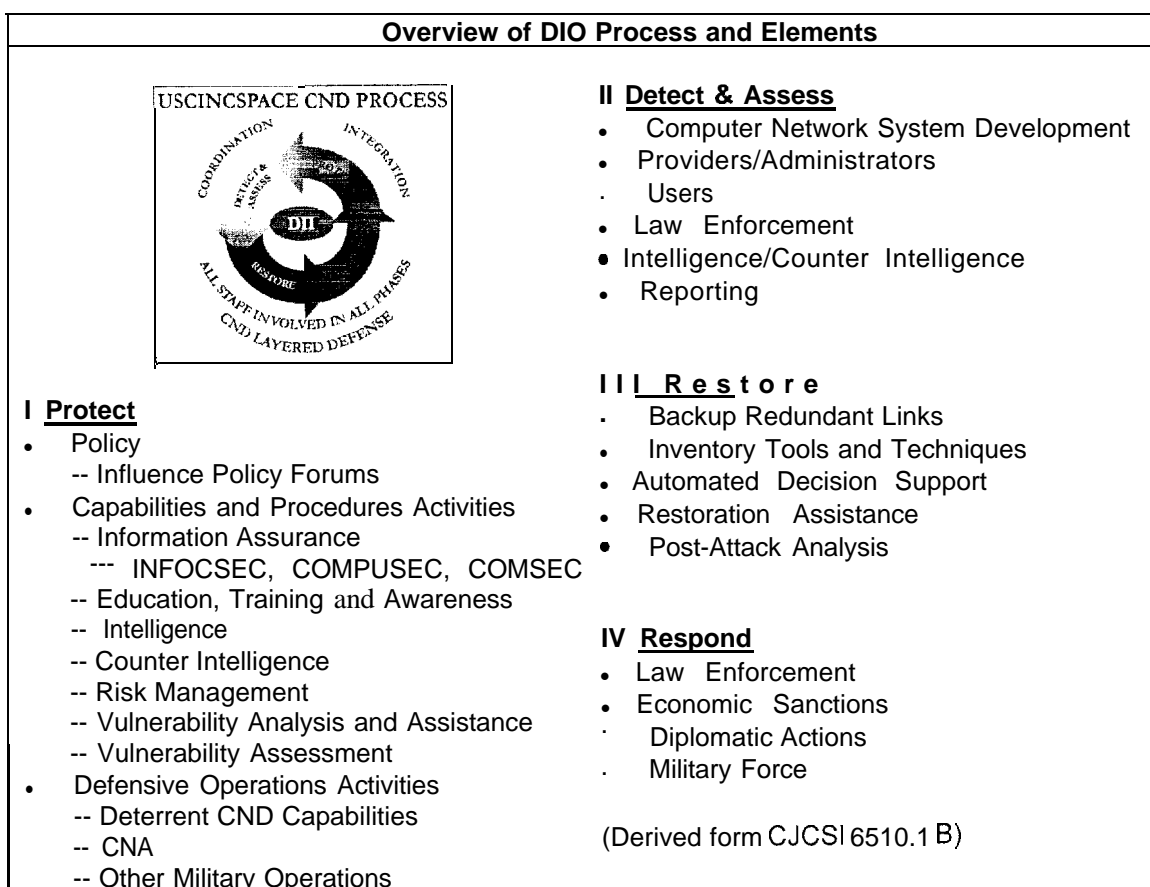 Overview of DIO Process and Elements
USCINCSPACE CND PROCESS
COORDINATION
INTEGRATION
DETECT & ASSESS
DII
RESTORE
ALL STAFF INVOLVED IN ALL PHASES
CND LAYERED DEFENSE
I Protect
• Policy
-- Influence Policy Forums
• Capabilities and Procedures Activities
-- Information Assurance
--- INFOCSEC, COMPUSEC, COMSEC
-- Education, Training and Awareness
-- Intelligence
-- Counter Intelligence
-- Risk Management
-- Vulnerability Analysis and Assistance
-- Vulnerability Assessment
• Defensive Operations Activities
-- Deterrent CND Capabilities
-- CNA
-- Other Military Operations
II Detect & Assess
• Computer Network System Development
• Providers/Administrators
. Users
• Law Enforcement
• Intelligence/Counter Intelligence
• Reporting
III Restore
. Backup Redundant Links
• Inventory Tools and Techniques
• Automated Decision Support
• Restoration Assistance
• Post-Attack Analysis
IV Respond
• Law Enforcement
• Economic Sanctions
. Diplomatic Actions
. Military Force
(Derived form CJCSI 6510.1 B)